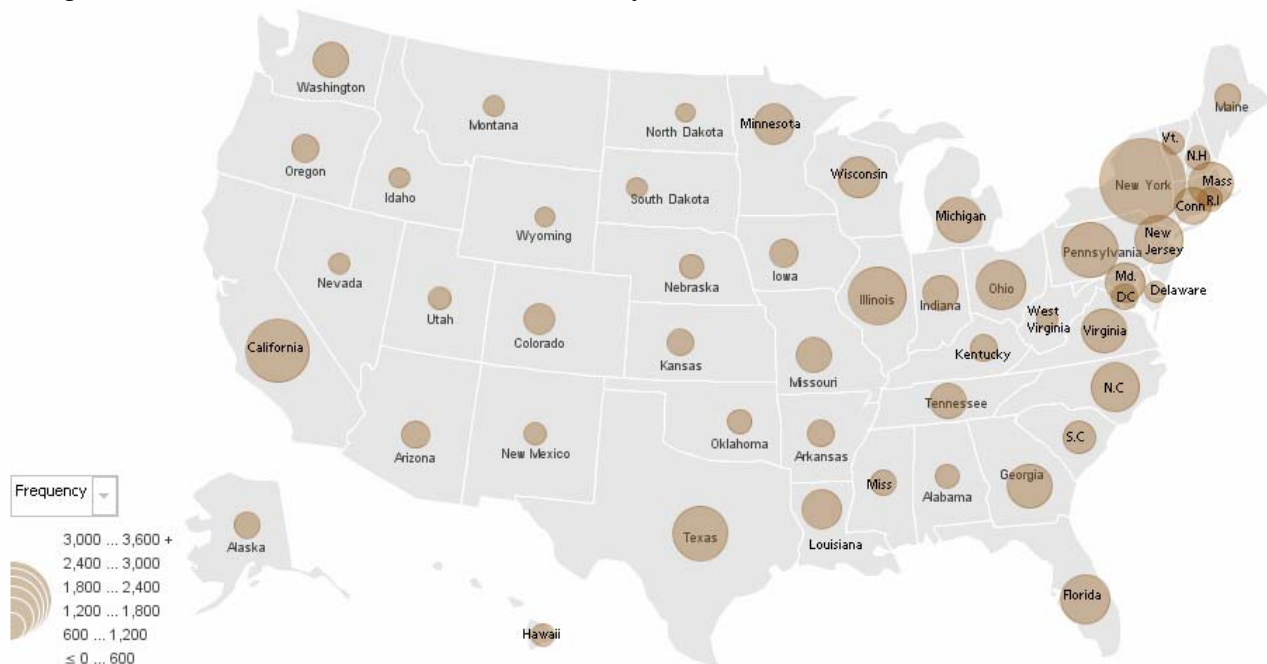 Washington
Montana
North Dakota
Minnesota
Maine
Vt.
N.H
Oregon
Idaho
South Dakota
Wisconsin
New York
Mass
Conn
R.I
Michigan
Wyoming
Nevada
Utah
Colorado
Nebraska
Iowa
Illinois
Indiana
Ohio
Pennsylvania
New
Jersey
Md.
DC
Delaware
West
Virginia
Virginia
California
Kansas
Missouri
Kentucky
N.C
Tennessee
S.C
Arizona
New Mexico
Oklahoma
Arkansas
Miss
Alabama
Georgia
Texas
Louisiana
Florida
Alaska
Hawaii
Frequency
3,000 ... 3,600 +
2,400 ... 3,000
1,800 ... 2,400
1,200 ... 1,800
600 ... 1,200
≤ 0 ... 600